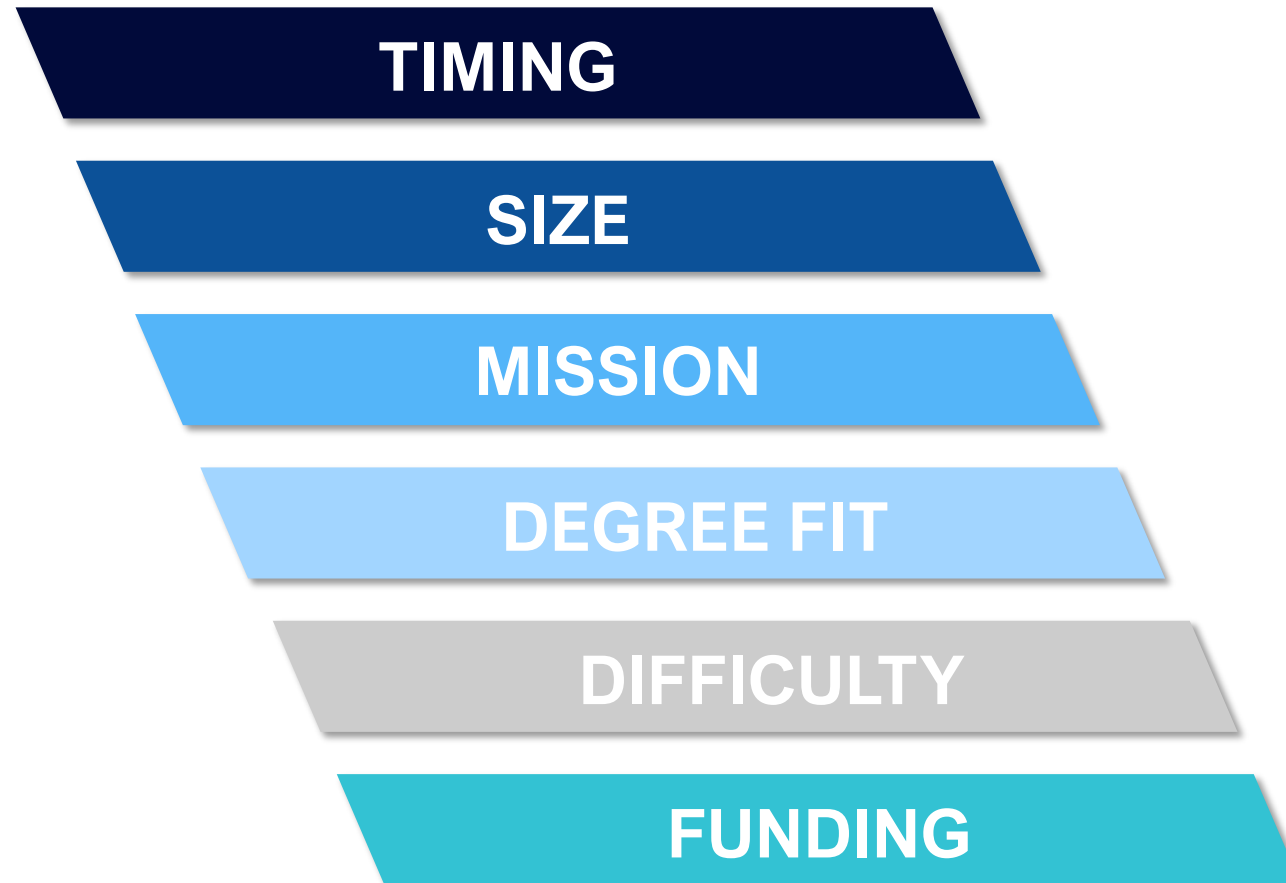 TIMING
SIZE
MISSION
DEGREE FIT
DIFFICULTY
FUNDING